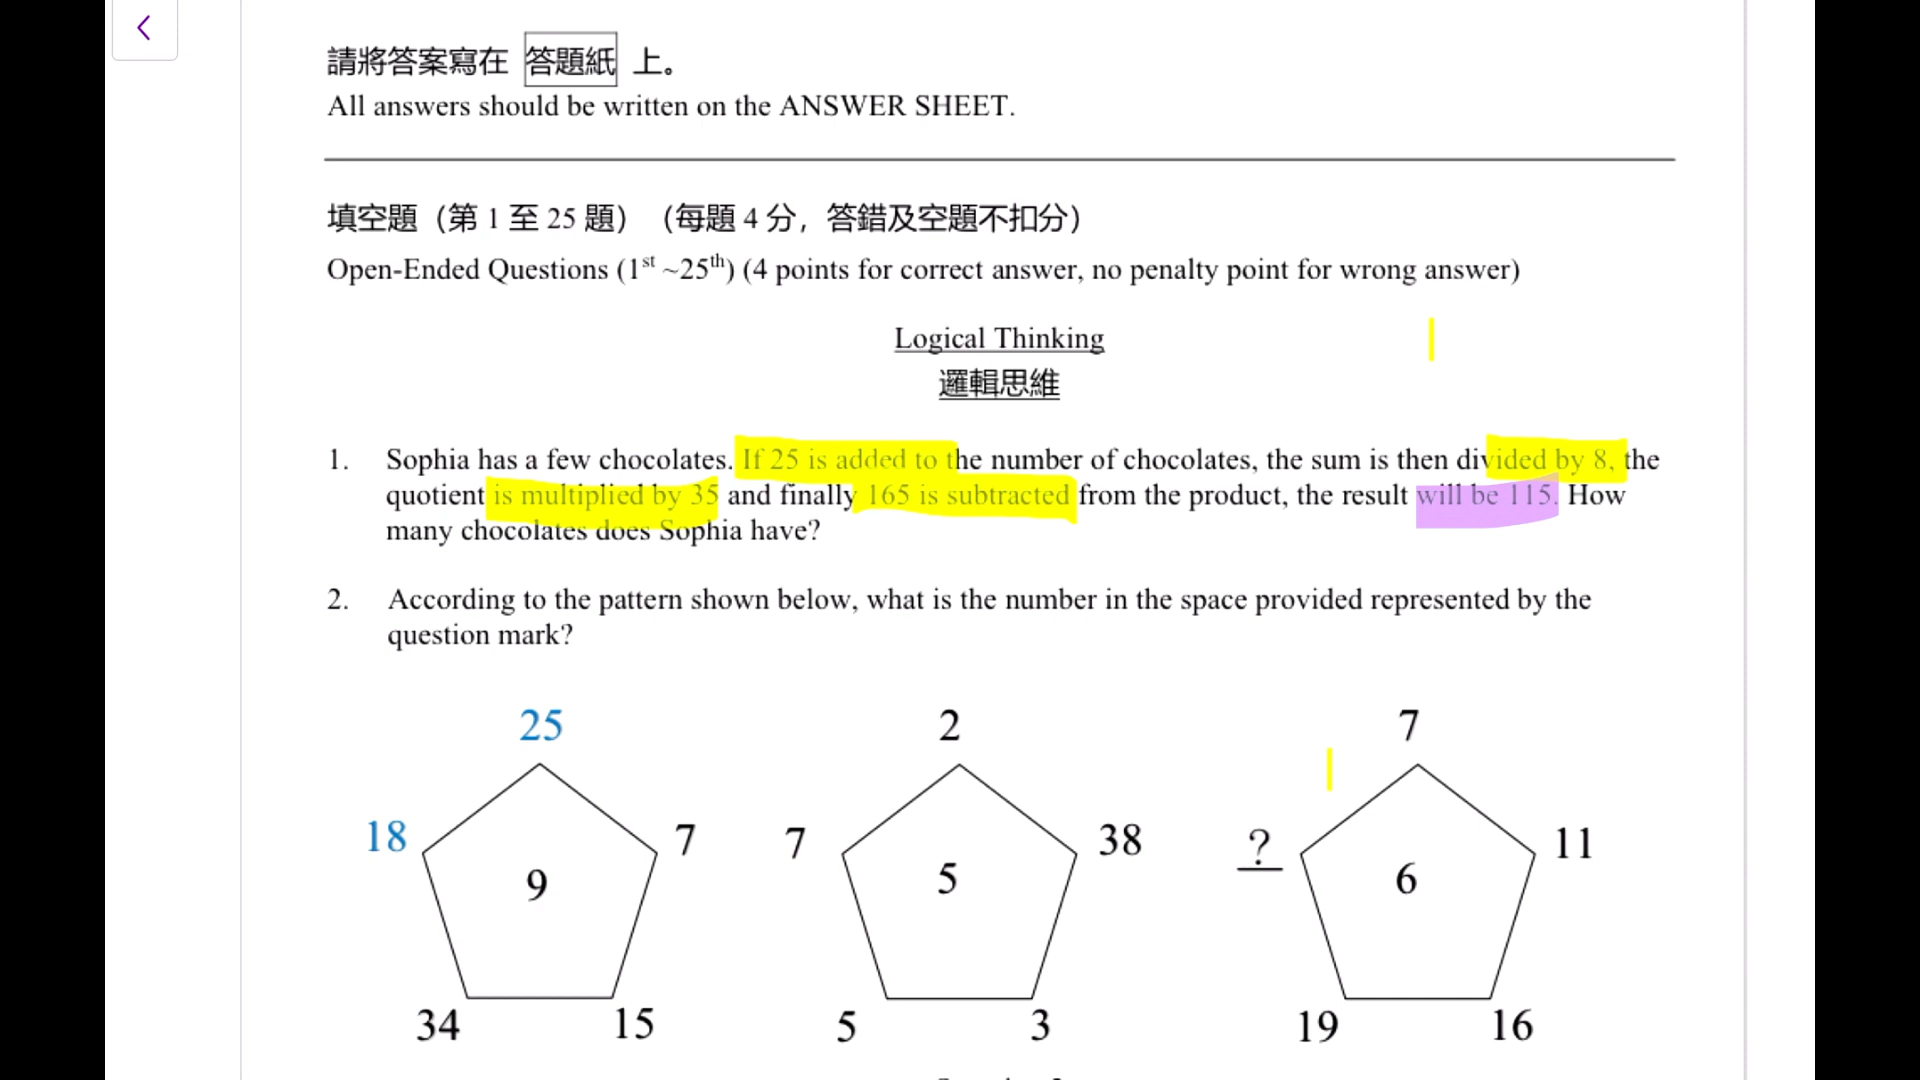 請將答案寫在 答題紙 上。
All answers should be written on the ANSWER SHEET.
填空題（第 1 至 25 題）（每題 4 分，答錯及空題不扣分）
Open-Ended Questions (1st ~25th) (4 points for correct answer, no penalty point for wrong answer)
Logical Thinking
邏輯思維
1. Sophia has a few chocolates. If 25 is added to the number of chocolates, the sum is then divided by 8, the
quotient is multiplied by 35 and finally 165 is subtracted from the product, the result will be 115. How
many chocolates does Sophia have?
2. According to the pattern shown below, what is the number in the space provided represented by the
question mark?
25 2 7
18 7 7 38 ? 11
9 5 6
34 15 5 3 19 16